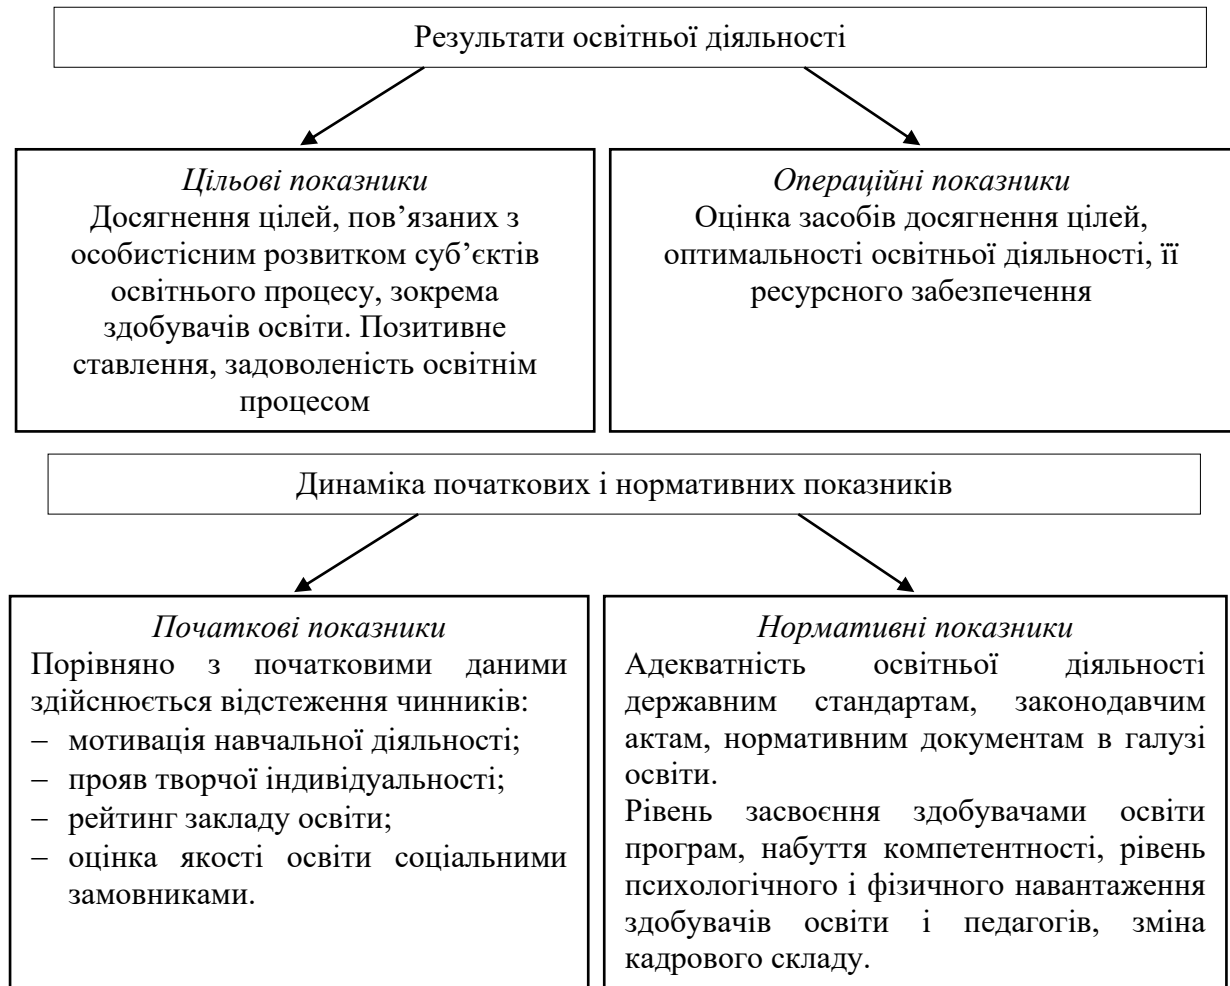 Результати освітньої діяльності
Цільові показники
Досягнення цілей, пов’язаних з
особистісним розвитком суб’єктів
освітнього процесу, зокрема
здобувачів освіти. Позитивне
ставлення, задоволеність освітнім
процесом
Операційні показники
Оцінка засобів досягнення цілей,
оптимальності освітньої діяльності, її
ресурсного забезпечення
Динаміка початкових і нормативних показників
Початкові показники
Порівняно з початковими даними
здійснюється відстеження чинників:
− мотивація навчальної діяльності;
− прояв творчої індивідуальності;
− рейтинг закладу освіти;
− оцінка якості освіти соціальними
замовниками.
Нормативні показники
Адекватність освітньої діяльності
державним стандартам, законодавчим
актам, нормативним документам в галузі
освіти.
Рівень засвоєння здобувачами освіти
програм, набуття компетентності, рівень
психологічного і фізичного навантаження
здобувачів освіти і педагогів, зміна
кадрового складу.